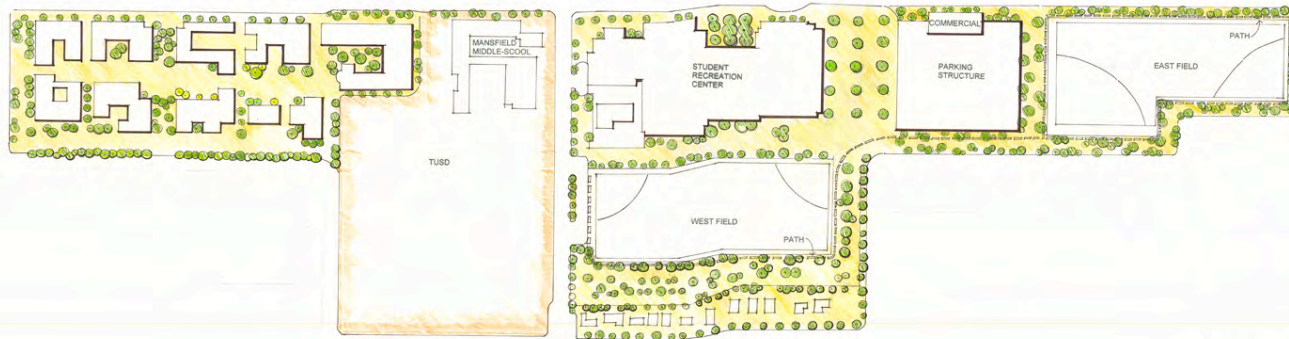 MANSFIELD
MIDDLE-SCOOL
TUSD
STUDENT
RECREATION
CENTER
WEST FIELD
PATH
COMMERCIAL
PARKING
STRUCTURE
PATH
EAST FIELD